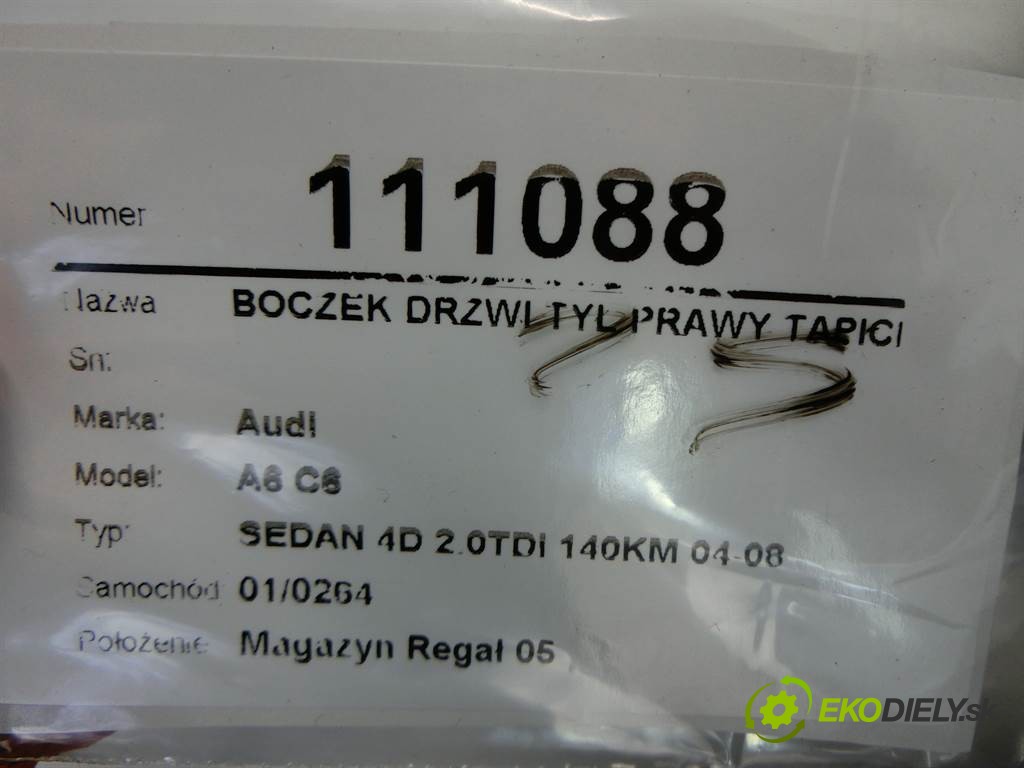 Numer 111088
Nazwa BOCZEK DRZWI TYL PRAWY TAPICI
Sn:
Marka: Audi
Model: A6 C6
Typ: SEDAN 4D 2.0TDI 140KM 04-08
Samochód 01/0264
Położenie Magazyn Regał 05
EKODIELY.sk